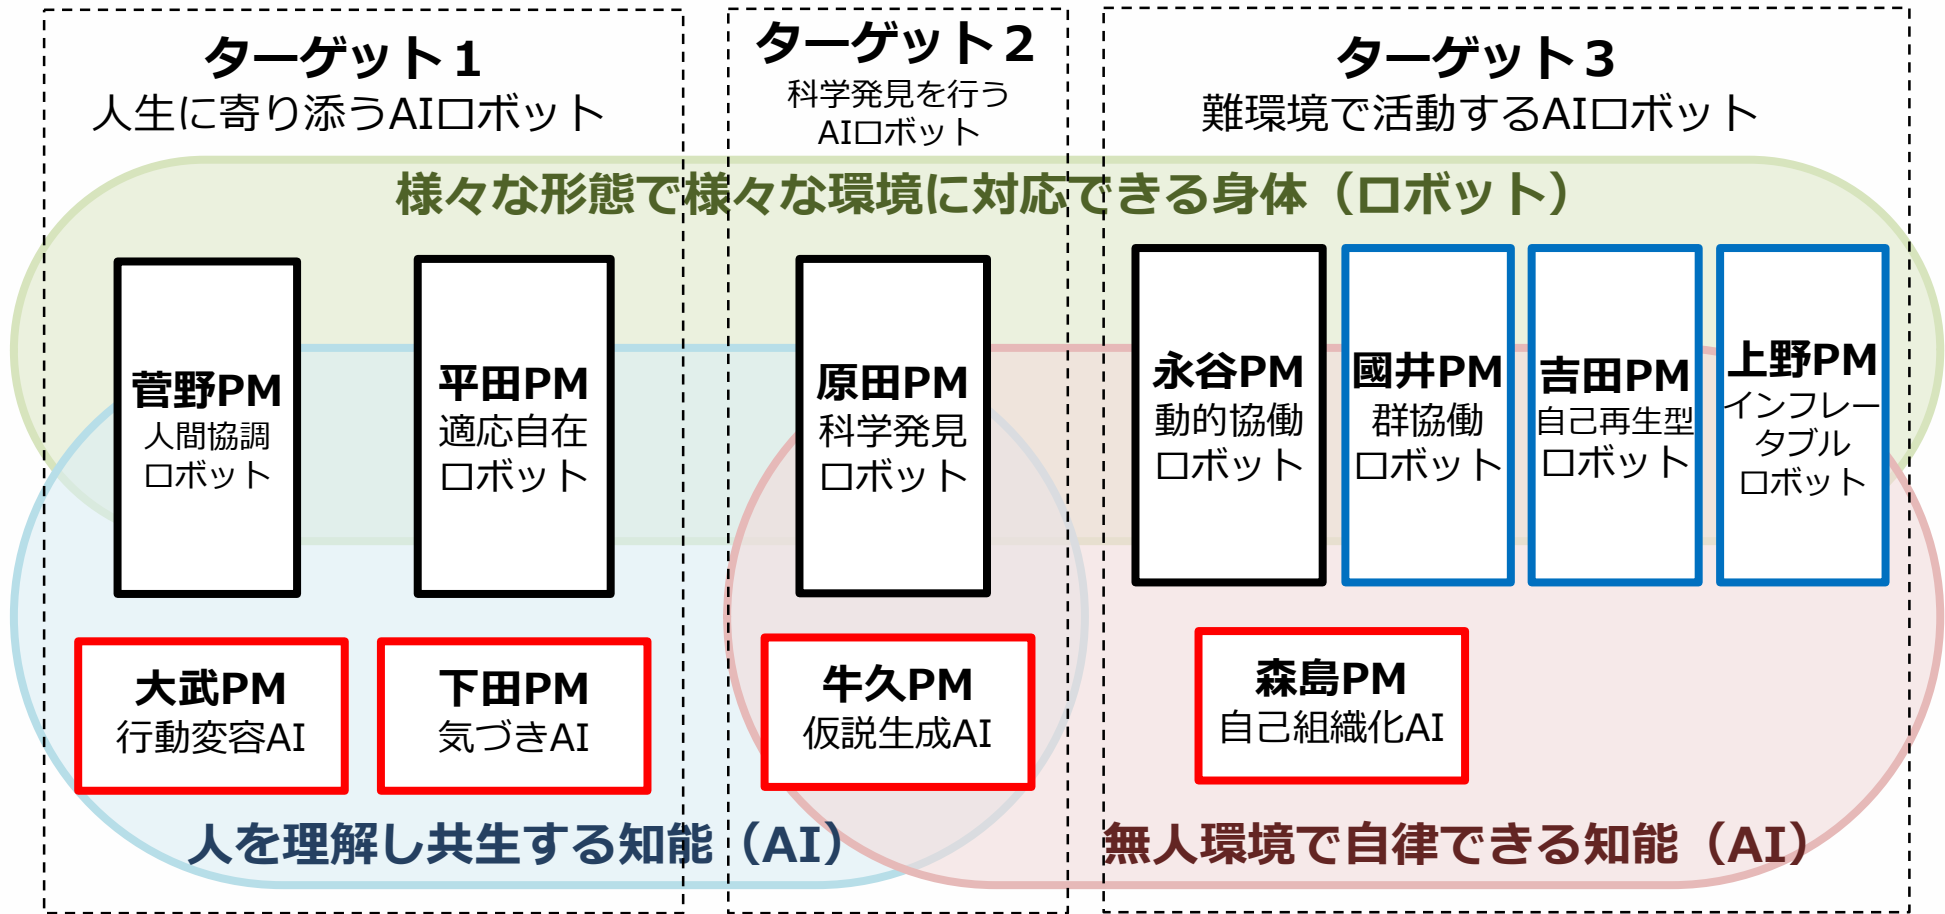 ターゲット１
人生に寄り添うAIロボット
ターゲット２
科学発見を行う
AIロボット
ターゲット３
難環境で活動するAIロボット
様々な形態で様々な環境に対応できる身体（ロボット）
菅野PM
人間協調
ロボット
平田PM
適応自在
ロボット
原田PM
科学発見
ロボット
永谷PM
動的協働
ロボット
國井PM
群協働
ロボット
吉田PM
自己再生型
ロボット
上野PM
インフレー
タブル
ロボット
大武PM
行動変容AI
下田PM
気づきAI
牛久PM
仮説生成AI
森島PM
自己組織化AI
人を理解し共生する知能（AI）
無人環境で自律できる知能（AI）